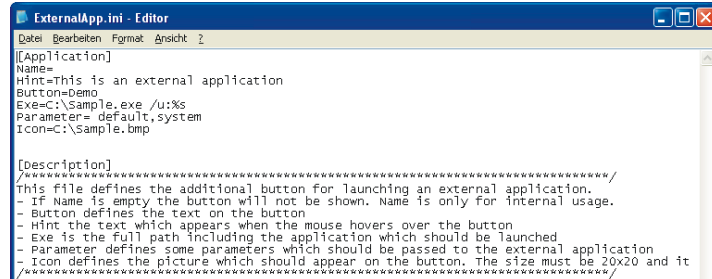 ExternalApp.ini - Editor
Datei Bearbeiten Format Ansicht ?
[Application]
Name=
Hint=This is an external application
Button=Demo
Exe=C:\Sample.exe /u:%s
Parameter= default,system
Icon=C:\Sample.bmp
[Description]
/******************************************************************************/
This file defines the additional button for launching an external application.
- If Name is empty the button will not be shown. Name is only for internal usage.
- Button defines the text on the button
- Hint the text which appears when the mouse hovers over the button
- Exe is the full path including the application which should be launched
- Parameter defines some parameters which should be passed to the external application
- Icon defines the picture which should appear on the button. The size must be 20x20 and it
/******************************************************************************/